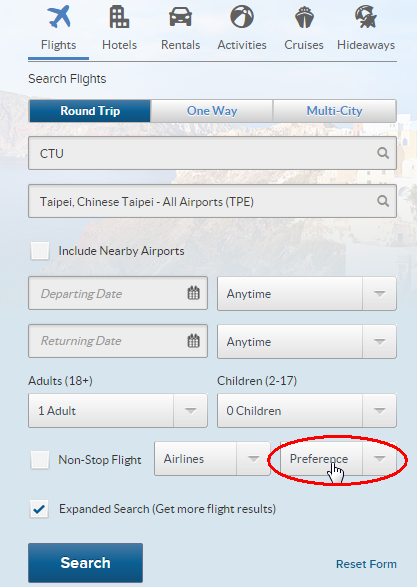 Flights Hotels Rentals Activities Cruises Hideaways
Search Flights
Round Trip One Way Multi-City
CTU
Taipei, Chinese Taipei - All Airports (TPE)
Include Nearby Airports
Departing Date Anytime
Returning Date Anytime
Adults (18+) Children (2-17)
1 Adult 0 Children
Non-Stop Flight Airlines Preference
Expanded Search (Get more flight results)
Search Reset Form